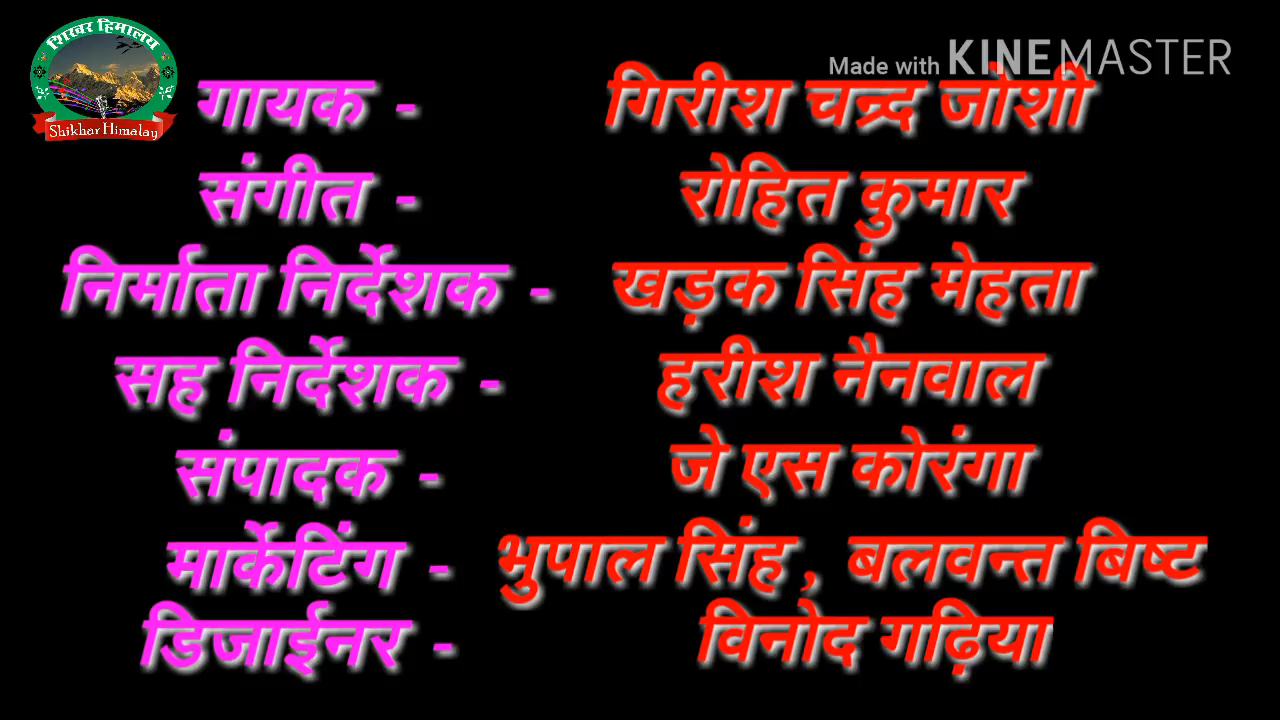 शिखर हिमालय
Shikhar Himalay
Made with KINEMASTER
गायक - गिरीश चन्द्र जोशी
संगीत - रोहित कुमार
निर्माता निर्देशक - खड़क सिंह मेहता
सह निर्देशक - हरीश नैनवाल
संपादक - जे एस कोरंगा
मार्केटिंग - भुपाल सिंह , बलवन्त बिष्ट
डिजाईनर - विनोद गढ़िया